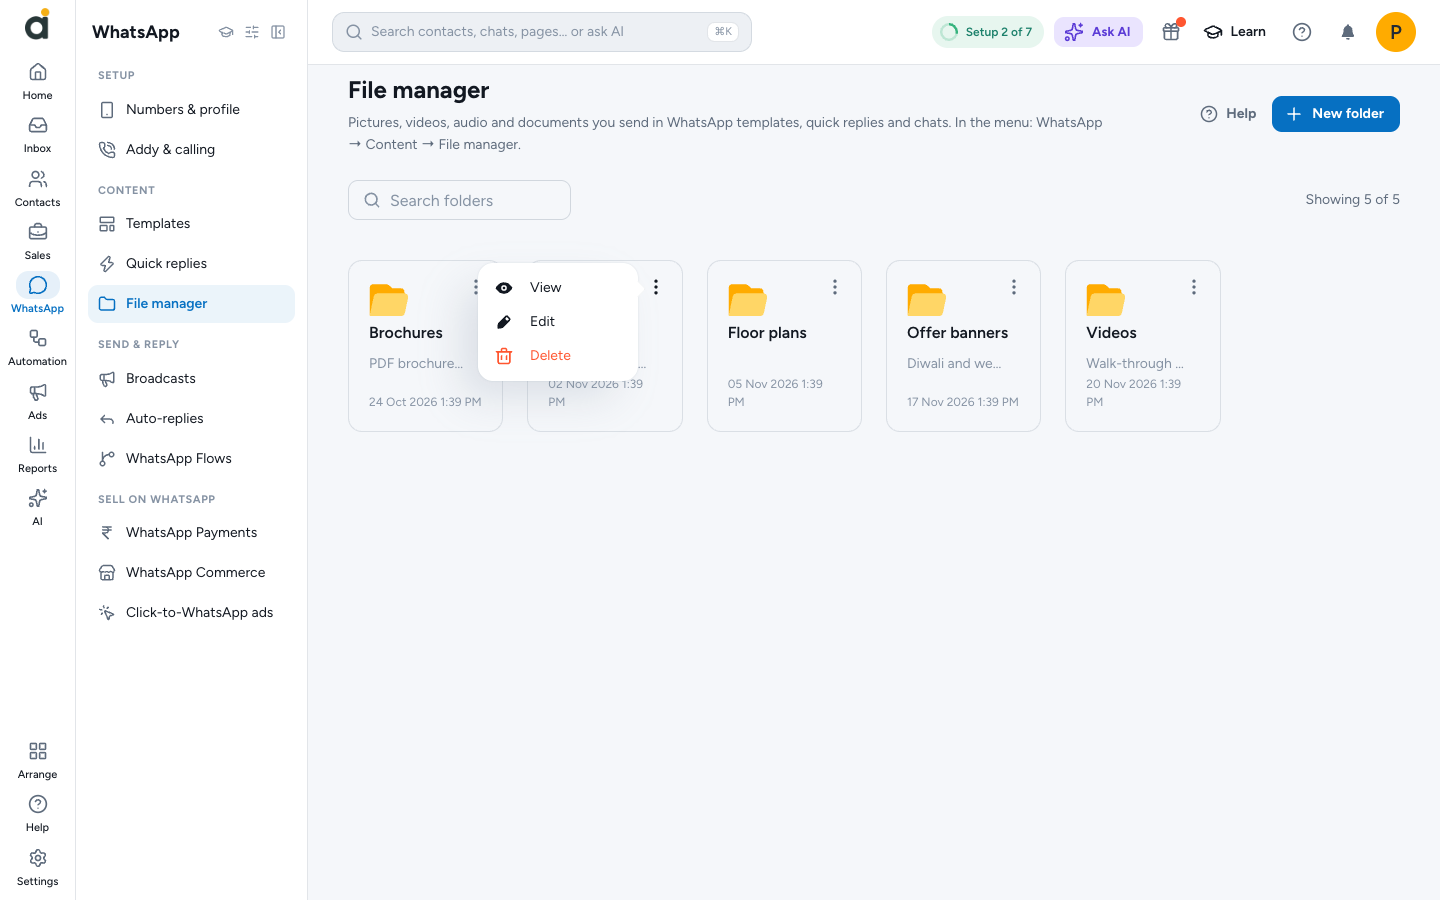 WhatsApp
Search contacts, chats, pages... or ask AI
⌘K
Setup 2 of 7
Ask AI
Learn
P
Home
Inbox
Contacts
Sales
WhatsApp
Automation
Ads
Reports
AI
Arrange
Help
Settings
SETUP
Numbers & profile
Addy & calling
CONTENT
Templates
Quick replies
File manager
SEND & REPLY
Broadcasts
Auto-replies
WhatsApp Flows
SELL ON WHATSAPP
WhatsApp Payments
WhatsApp Commerce
Click-to-WhatsApp ads
File manager
Pictures, videos, audio and documents you send in WhatsApp templates, quick replies and chats. In the menu: WhatsApp
→ Content → File manager.
Help
New folder
Search folders
Showing 5 of 5
Brochures
PDF brochure...
24 Oct 2026 1:39 PM
View
Edit
Delete
02 Nov 2026 1:39
PM
Floor plans
05 Nov 2026 1:39
PM
Offer banners
Diwali and we...
17 Nov 2026 1:39 PM
Videos
Walk-through ...
20 Nov 2026 1:39
PM